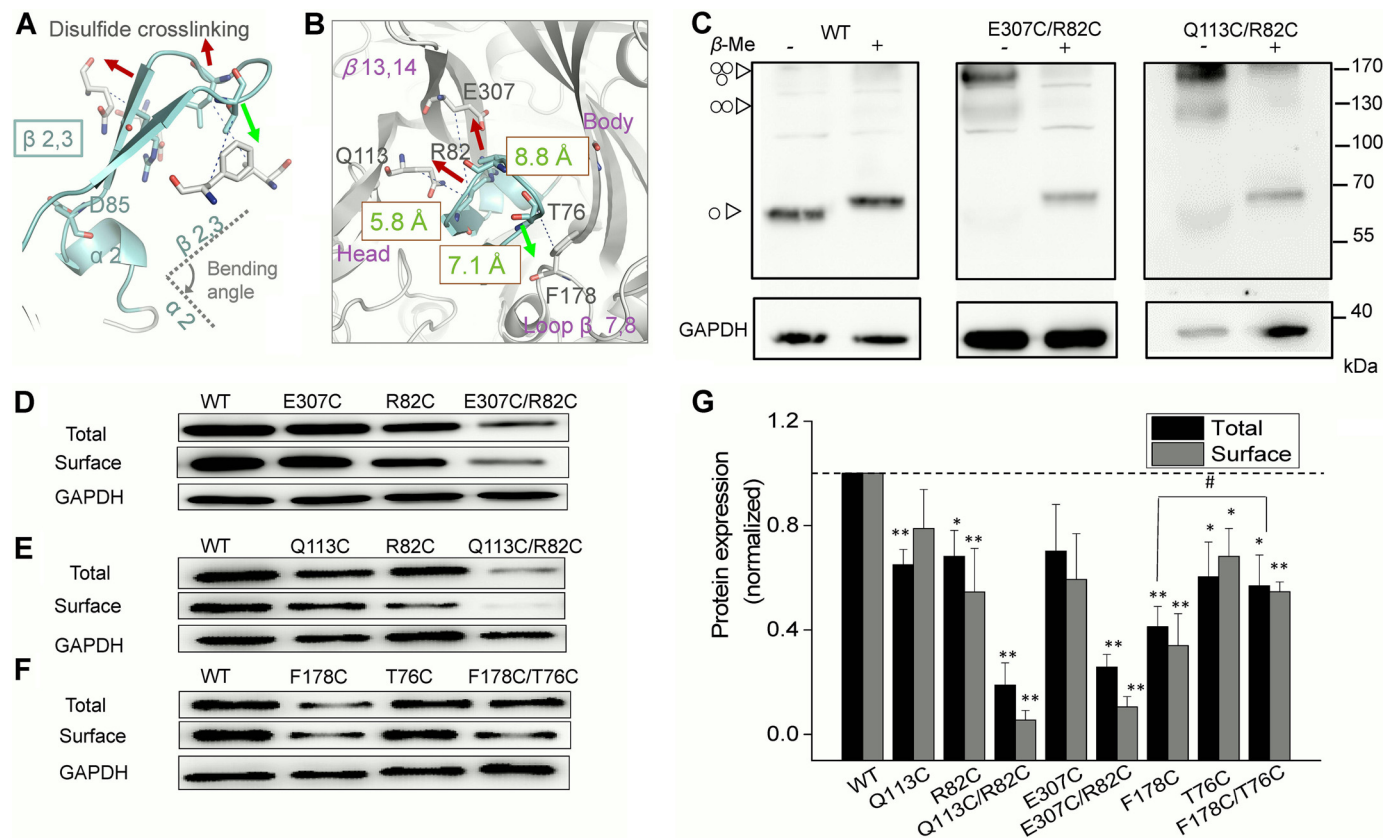 A
Disulfide crosslinking
β 2,3
D85
α 2
β 2,3
Bending
angle
α 2
B
β13,14
E307
Body
Q113
R82
8.8 Å
5.8 Å
T76
Head
7.1 Å
F178
Loop β 7,8
C
WT
E307C/R82C
Q113C/R82C
β-Me
- +
- +
- +
170
130
100
70
55
40
GAPDH
kDa
D
WT E307C R82C E307C/R82C
Total
Surface
GAPDH
E
WT Q113C R82C Q113C/R82C
Total
Surface
GAPDH
F
WT F178C T76C F178C/T76C
Total
Surface
GAPDH
G
Protein expression
(normalized)
1.2
0.8
0.4
0.0
Total
Surface
#
** * ** ** ** ** ** ** ** * * * **
WT
Q113C
R82C
Q113C/R82C
E307C
E307C/R82C
F178C
T76C
F178C/T76C